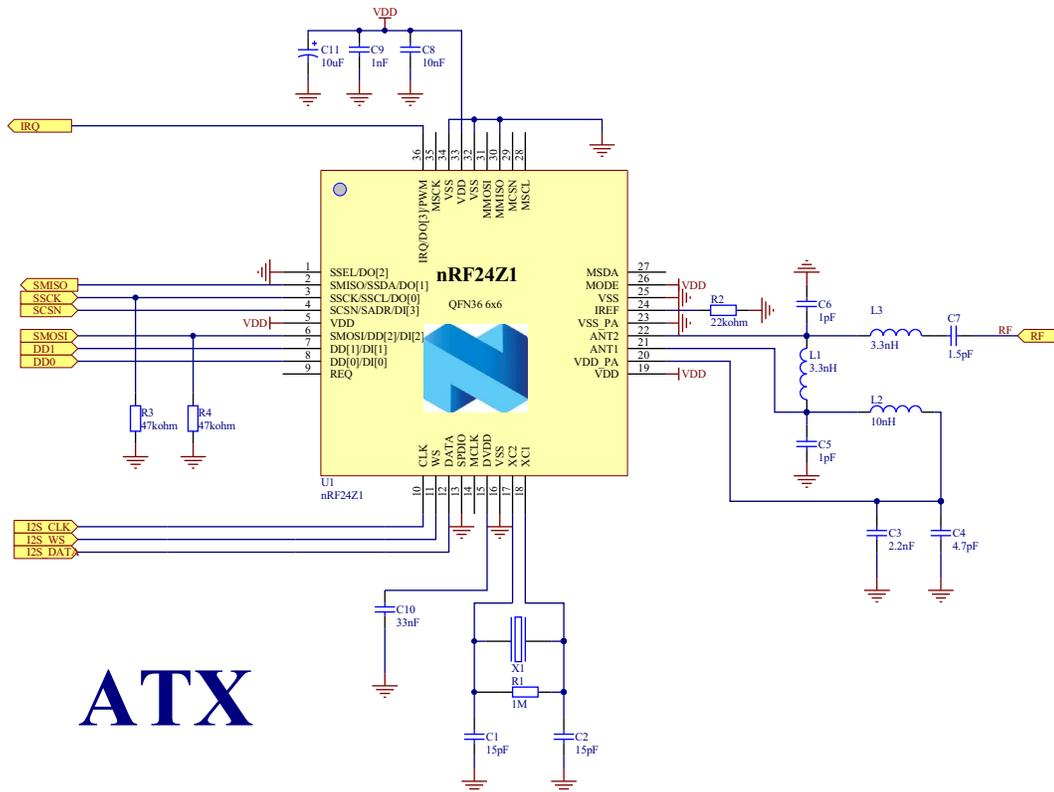 VDD
C11 10uF
C9 1nF
C8 10nF
IRQ
36 35 34 33 32 31 30 29 28
IRQ/DO[3]/PWM MSCK VSS VDD VSS MMOSI MMISO MCSN MSCL
nRF24Z1
QFN36 6x6
1 SSEL/DO[2]
SMISO 2 SMISO/SSDA/DO[1]
SSCK 3 SSCK/SSCL/DO[0]
SCSN 4 SCSN/SADR/DI[3]
VDD 5 VDD
SMOSI 6 SMOSI/DD[2]/DI[2]
DD1 7 DD[1]/DI[1]
DD0 8 DD[0]/DI[0]
9 REQ
MSDA 27
MODE 26 VDD
VSS 25
IREF 24
VSS_PA 23
ANT2 22
ANT1 21
VDD_PA 20
VDD 19 VDD
R2
22kohm
C6
1pF
L3
3.3nH
C7
1.5pF
RF
RF
L1
3.3nH
L2
10nH
C5
1pF
R3
47kohm
R4
47kohm
CLK WS DATA SPDIO MCLK DVDD VSS XC2 XC1
10 11 12 13 14 15 16 17 18
U1
nRF24Z1
I2S_CLK
I2S_WS
I2S_DATA
C3
2.2nF
C4
4.7pF
C10
33nF
X1
R1
1M
C1
15pF
C2
15pF
ATX